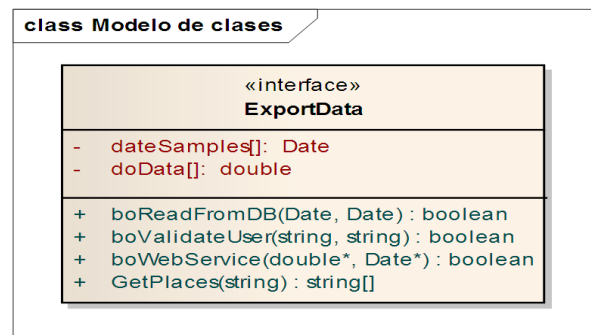 class Modelo de clases
«interface»
ExportData
- dateSamples[]: Date
- doData[]: double
+ boReadFromDB(Date, Date) : boolean
+ boValidateUser(string, string) : boolean
+ boWebService(double*, Date*) : boolean
+ GetPlaces(string) : string[]